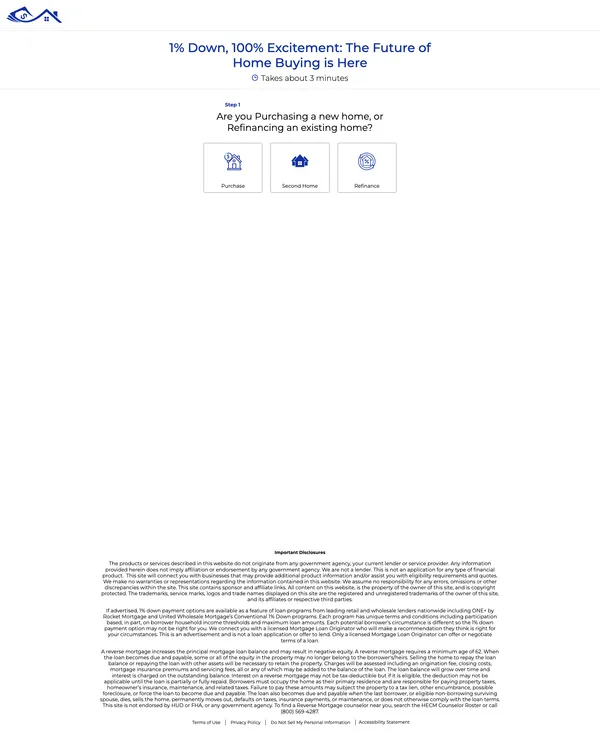 1% Down, 100% Excitement: The Future of
Home Buying is Here
Takes about 3 minutes
Step 1
Are you Purchasing a new home, or
Refinancing an existing home?
Purchase
Second Home
Refinance
Important Disclosures
The products or services described in this website do not originate from any government agency, your current lender or service provider. Any information
provided herein does not imply affiliation or endorsement by any government agency. We are not a lender. This is not an application for any type of financial
product. This site will connect you with businesses that may provide additional product information and/or assist you with eligibility requirements and quotes.
We make no warranties or representations regarding the information contained in this website. We assume no responsibility for any errors, omissions or other
discrepancies within the site. This site contains sponsor and affiliate links. All content on this website, is the property of the owner of this site, and is copyright
protected. The trademarks, service marks, logos and trade names displayed on this site are the registered and unregistered trademarks of the owner of this site,
and its affiliates or respective third parties.
If advertised, 1% down payment options are available as a feature of loan programs from leading retail and wholesale lenders nationwide including ONE+ by
Rocket Mortgage and United Wholesale Mortgage's Conventional 1% Down programs. Each program has unique terms and conditions including participation
based, in part, on borrower household income thresholds and maximum loan amounts. Each potential borrower's circumstance is different so the 1% down
payment option may not be right for you. We connect you with a licensed Mortgage Loan Originator who will make a recommendation they think is right for
your circumstances. This is an advertisement and is not a loan application or offer to lend. Only a licensed Mortgage Loan Originator can offer or negotiate
terms of a loan.
A reverse mortgage increases the principal mortgage loan balance and may result in negative equity. A reverse mortgage requires a minimum age of 62. When
the loan becomes due and payable, some or all of the equity in the property may no longer belong to the borrower/heirs. Selling the home to repay the loan
balance or repaying the loan with other assets will be necessary to retain the property. Charges will be assessed including an origination fee, closing costs,
mortgage insurance premiums and servicing fees, all or any of which may be added to the balance of the loan. The loan balance will grow over time and
interest is charged on the outstanding balance. Interest on a reverse mortgage may not be tax-deductible but if it is eligible, the deduction may not be
applicable until the loan is partially or fully repaid. Borrowers must occupy the home as their primary residence and are responsible for paying property taxes,
homeowner's insurance, maintenance, and related taxes. Failure to pay these amounts may subject the property to a tax lien, other encumbrance, possible
foreclosure, or force the loan to become due and payable. The loan also becomes due and payable when the last borrower, or eligible non-borrowing surviving
spouse, dies, sells the home, permanently moves out, defaults on taxes, insurance payments, or maintenance, or does not otherwise comply with the loan terms.
This site is not endorsed by HUD or FHA, or any government agency. To find a Reverse Mortgage counselor near you, search the HECM Counselor Roster or call
(800) 569-4287.
Terms of Use | Privacy Policy | Do Not Sell My Personal Information | Accessibility Statement